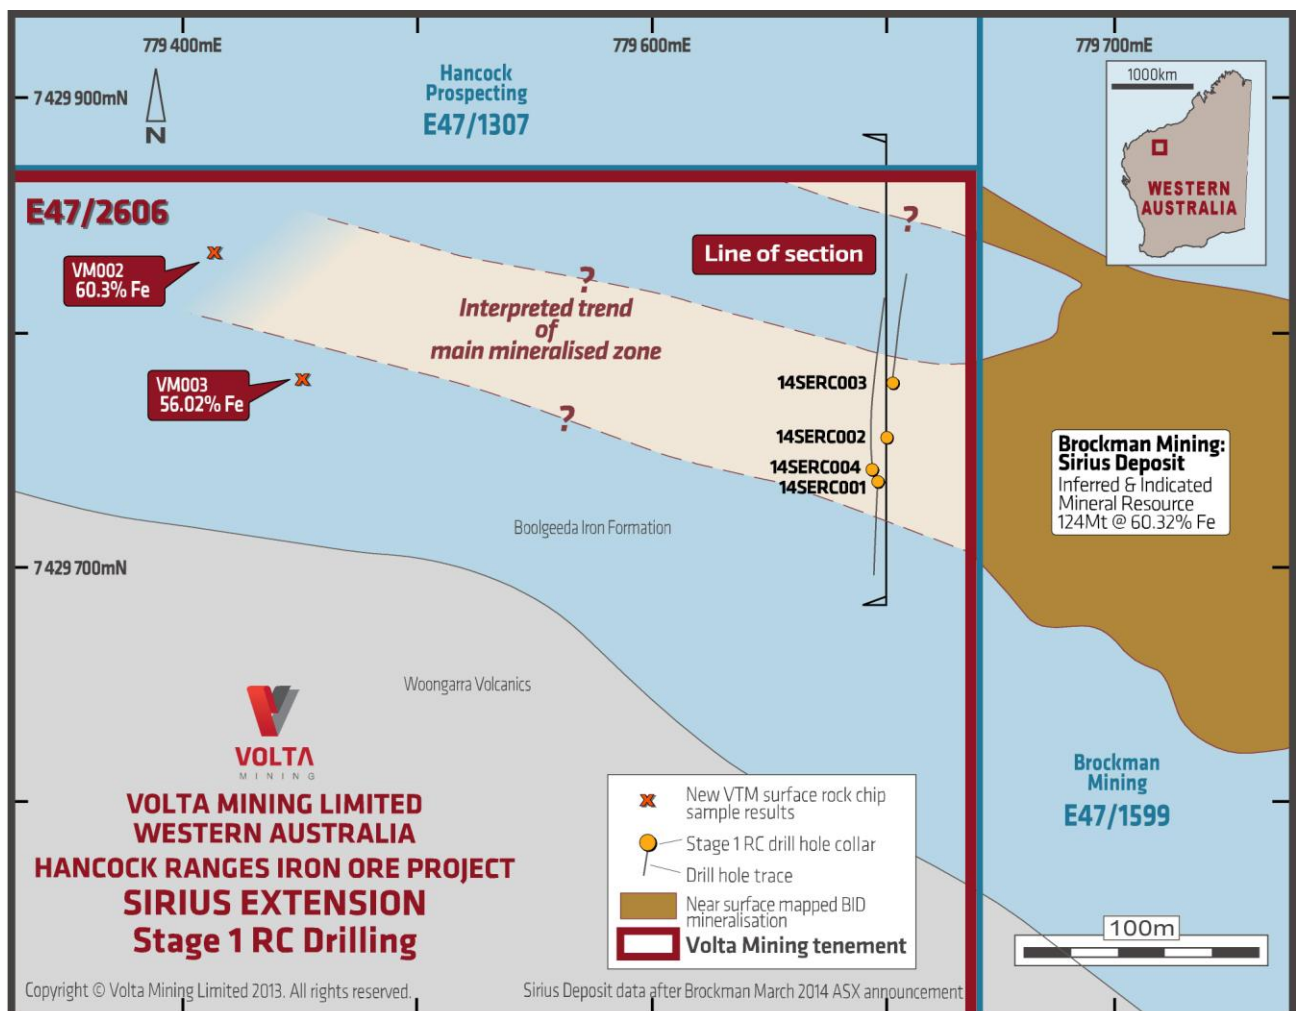 779 400mE
779 600mE
779 700mE
7 429 900mN
N
Hancock
Prospecting
E47/1307
1000km
WESTERN
AUSTRALIA
E47/2606
VM002
60.3% Fe
Line of section
?
?
Interpreted trend
of
main mineralised zone
VM003
56.02% Fe
?
14SERC003
14SERC002
14SERC004
14SERC001
Brockman Mining:
Sirius Deposit
Inferred & Indicated
Mineral Resource
124Mt @ 60.32% Fe
Boolgeeda Iron Formation
7 429 700mN
Woongarra Volcanics
VOLTA
MINING
VOLTA MINING LIMITED
WESTERN AUSTRALIA
HANCOCK RANGES IRON ORE PROJECT
SIRIUS EXTENSION
Stage 1 RC Drilling
New VTM surface rock chip
sample results
Stage 1 RC drill hole collar
Drill hole trace
Near surface mapped BID
mineralisation
Volta Mining tenement
Brockman
Mining
E47/1599
100m
Copyright © Volta Mining Limited 2013. All rights reserved.
Sirius Deposit data after Brockman March 2014 ASX announcement